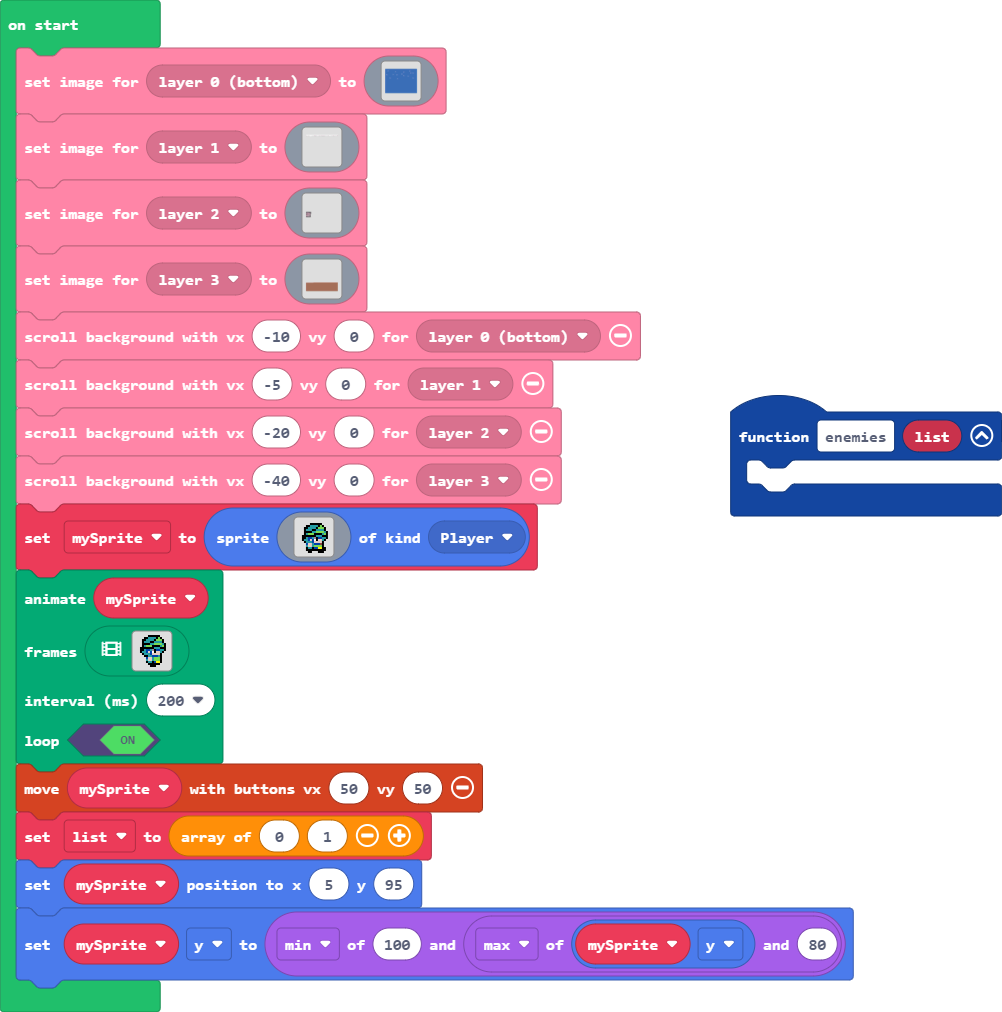 on start
set image for layer 0 (bottom) to
set image for layer 1 to
set image for layer 2 to
set image for layer 3 to
scroll background with vx -10 vy 0 for layer 0 (bottom)
scroll background with vx -5 vy 0 for layer 1
scroll background with vx -20 vy 0 for layer 2
function enemies list
scroll background with vx -40 vy 0 for layer 3
set mySprite to sprite of kind Player
animate mySprite
frames
interval (ms) 200
loop ON
move mySprite with buttons vx 50 vy 50
set list to array of 0 1
set mySprite position to x 5 y 95
set mySprite y to min of 100 and max of mySprite y and 80